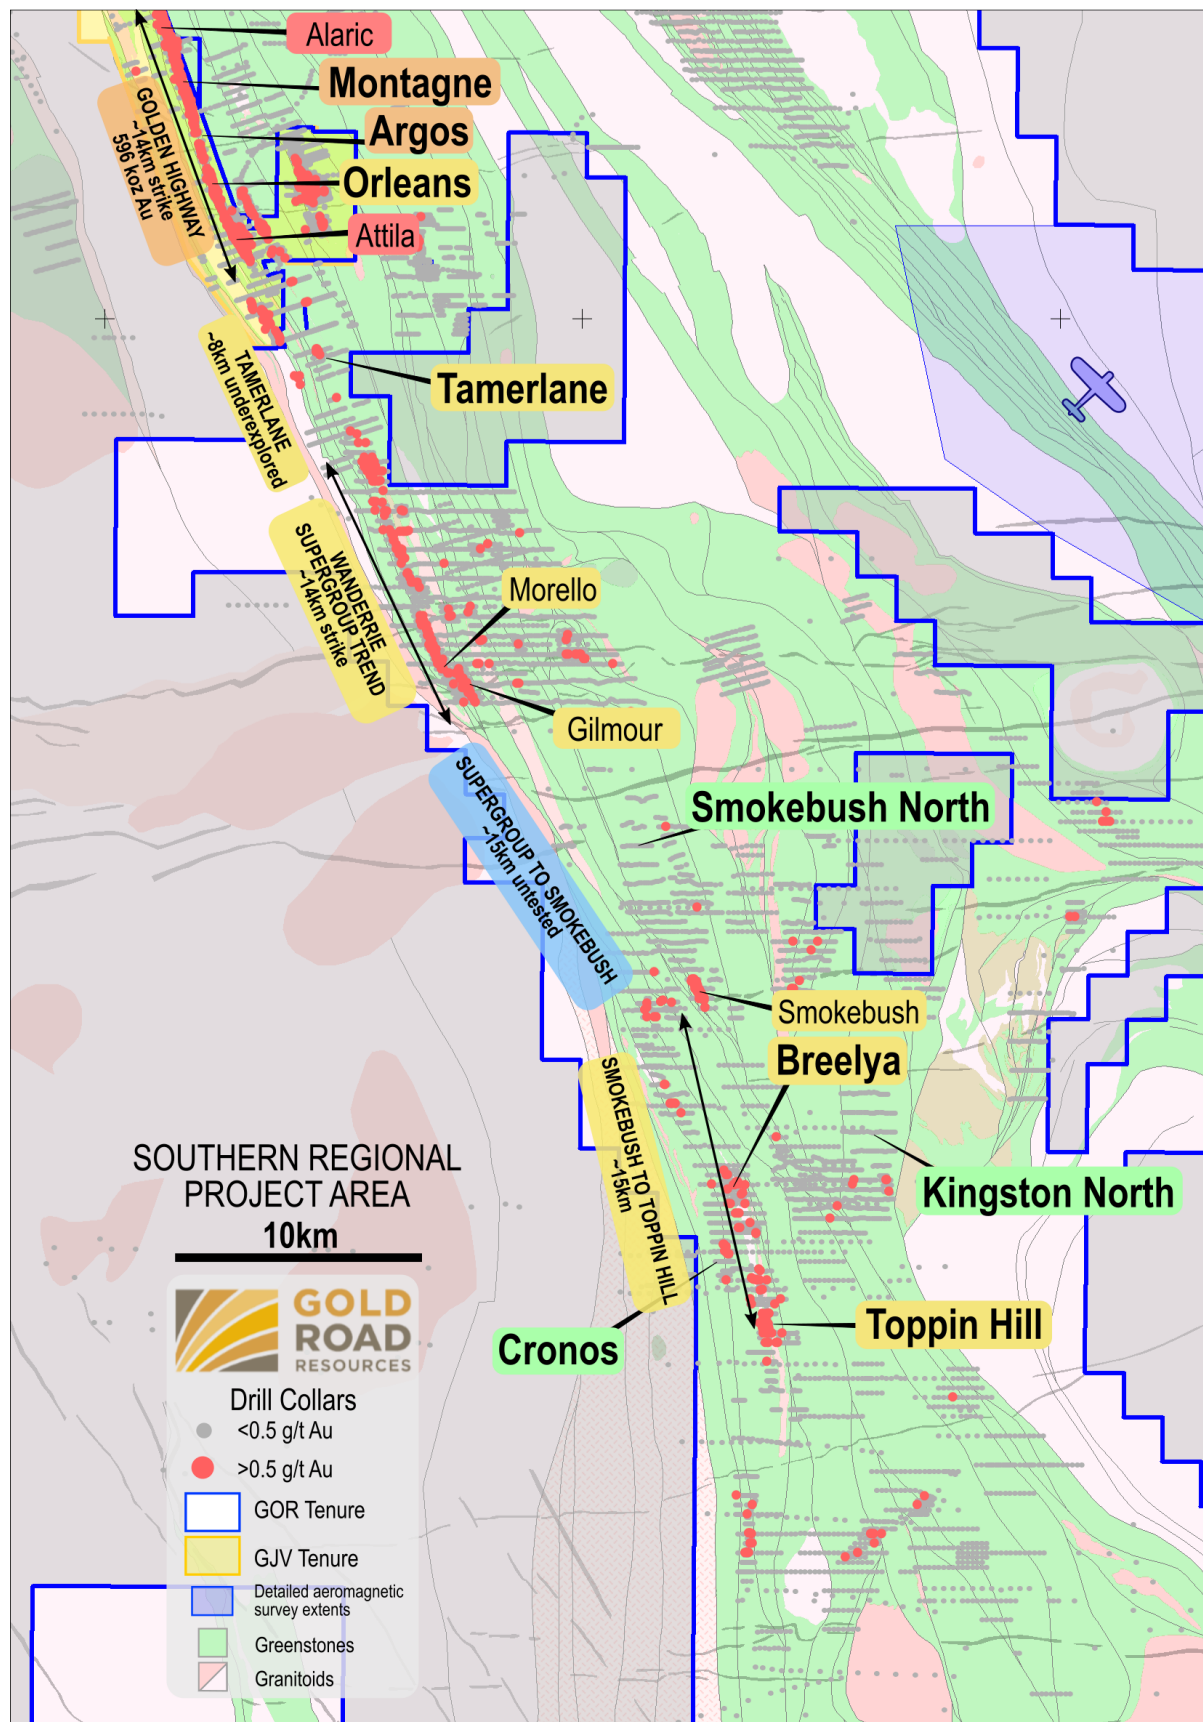 Alaric
Montagne
Argos
Orleans
Attila
GOLDEN HIGHWAY
~14km strike
596 koz Au
TAMERLANE
~8km underexplored
Tamerlane
WANDERRIE
SUPERGROUP TREND
~14km strike
Morello
Gilmour
SUPERGROUP TO SMOKEBUSH
~15km untested
Smokebush North
Smokebush
Breelya
SMOKEBUSH TO TOPPIN HILL
~15km
Kingston North
Toppin Hill
Cronos
SOUTHERN REGIONAL
PROJECT AREA
10km
GOLD
ROAD
RESOURCES
Drill Collars
<0.5 g/t Au
>0.5 g/t Au
GOR Tenure
GJV Tenure
Detailed aeromagnetic
survey extents
Greenstones
Granitoids